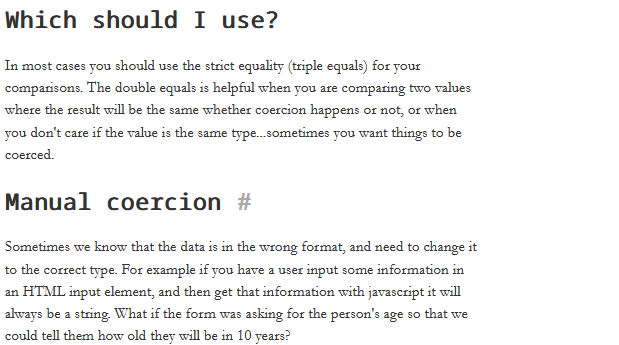 Which should I use?
In most cases you should use the strict equality (triple equals) for your
comparisons. The double equals is helpful when you are comparing two values
where the result will be the same whether coercion happens or not, or when
you don't care if the value is the same type...sometimes you want things to be
coerced.
Manual coercion #
Sometimes we know that the data is in the wrong format, and need to change it
to the correct type. For example if you have a user input some information in
an HTML input element, and then get that information with javascript it will
always be a string. What if the form was asking for the person's age so that we
could tell them how old they will be in 10 years?